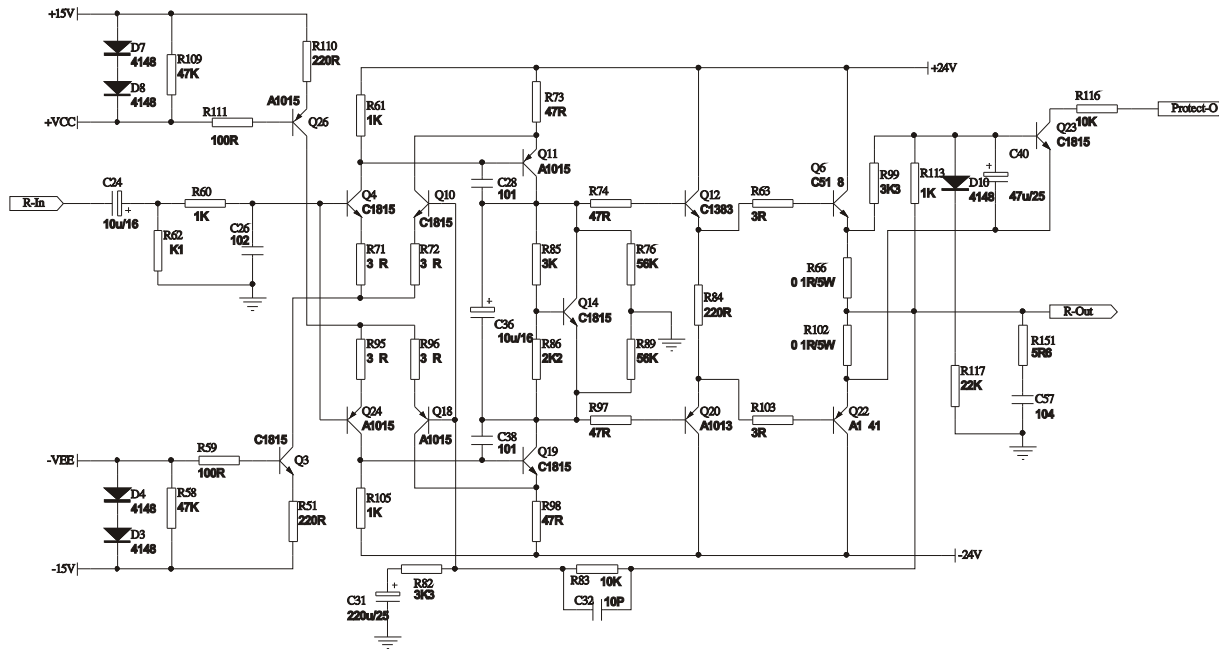 +15V
D7
4148
R109
47K
R110
220R
D8
4148
A1015
R111
100R
Q26
+VCC
R61
1K
R73
47R
+24V
R116
10K
Protect-O
Q23
C1815
Q11
A1015
C24
10u/16
R60
1K
R-In
R62
K1
C26
102
Q4
C1815
Q10
C1815
C28
101
R74
47R
Q12
C1383
R63
3R
Q6
C51 8
R99
3K3
R113
1K
D10
4148
C40
47u/25
R71
3 R
R72
3 R
R85
3K
R76
56K
R66
0 1R/5W
Q14
C1815
R84
220R
C36
10u/16
R-Out
R95
3 R
R96
3 R
R86
2K2
R89
56K
R102
0 1R/5W
R151
5R6
R117
22K
C57
104
Q24
A1015
Q18
A1015
C38
101
R97
47R
Q20
A1013
R103
3R
Q22
A1 41
C1815
Q3
R59
100R
Q19
C1815
-VEE
D4
4148
R58
47K
R51
220R
R105
1K
R98
47R
D3
4148
-15V
-24V
R82
3K3
R83
10K
C31
220u/25
C32
10P